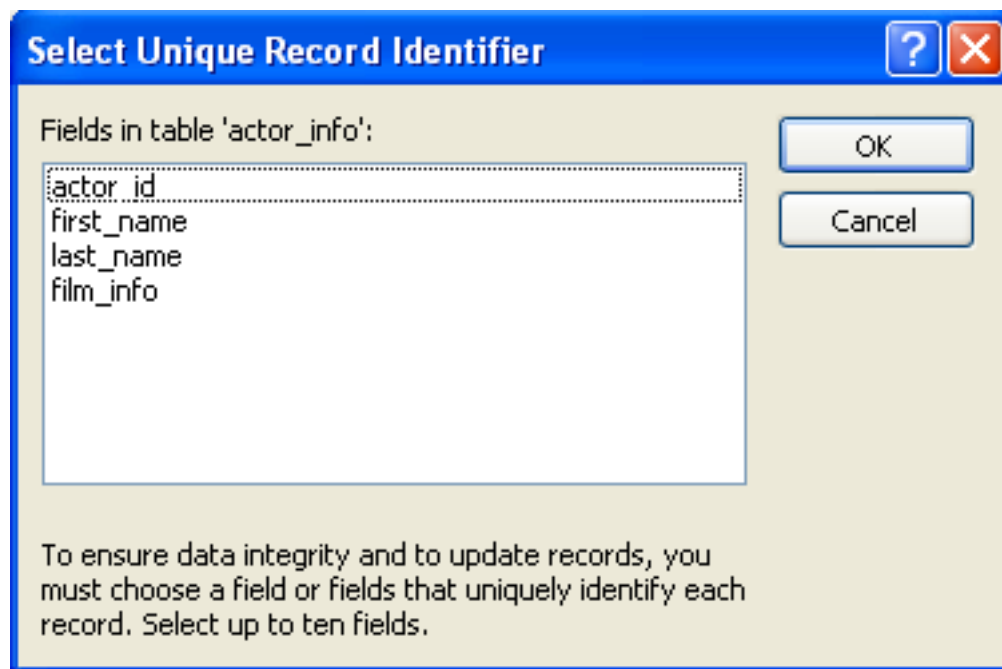 Select Unique Record Identifier
?
Fields in table 'actor_info':
OK
Cancel
actor_id
first_name
last_name
film_info
To ensure data integrity and to update records, you
must choose a field or fields that uniquely identify each
record. Select up to ten fields.